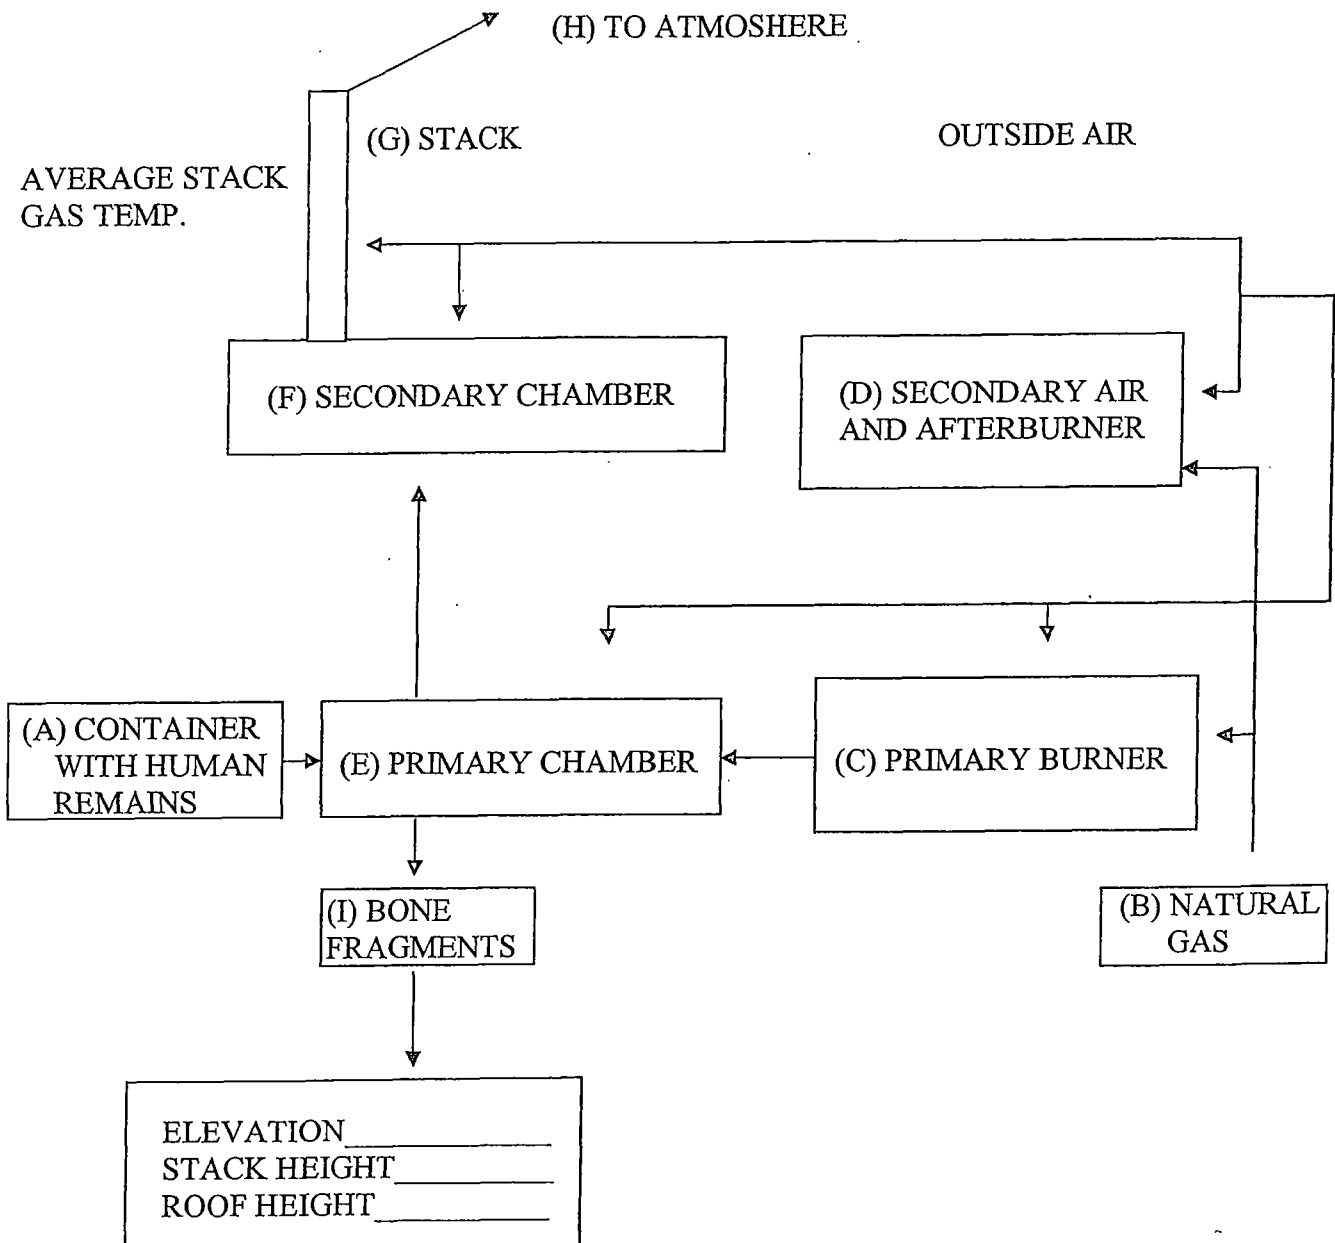 (H) TO ATMOSHERE
(G) STACK
OUTSIDE AIR
AVERAGE STACK
GAS TEMP.
(F) SECONDARY CHAMBER
(D) SECONDARY AIR
AND AFTERBURNER
(A) CONTAINER
WITH HUMAN
REMAINS
(E) PRIMARY CHAMBER
(C) PRIMARY BURNER
(I) BONE
FRAGMENTS
(B) NATURAL
GAS
ELEVATION
STACK HEIGHT
ROOF HEIGHT